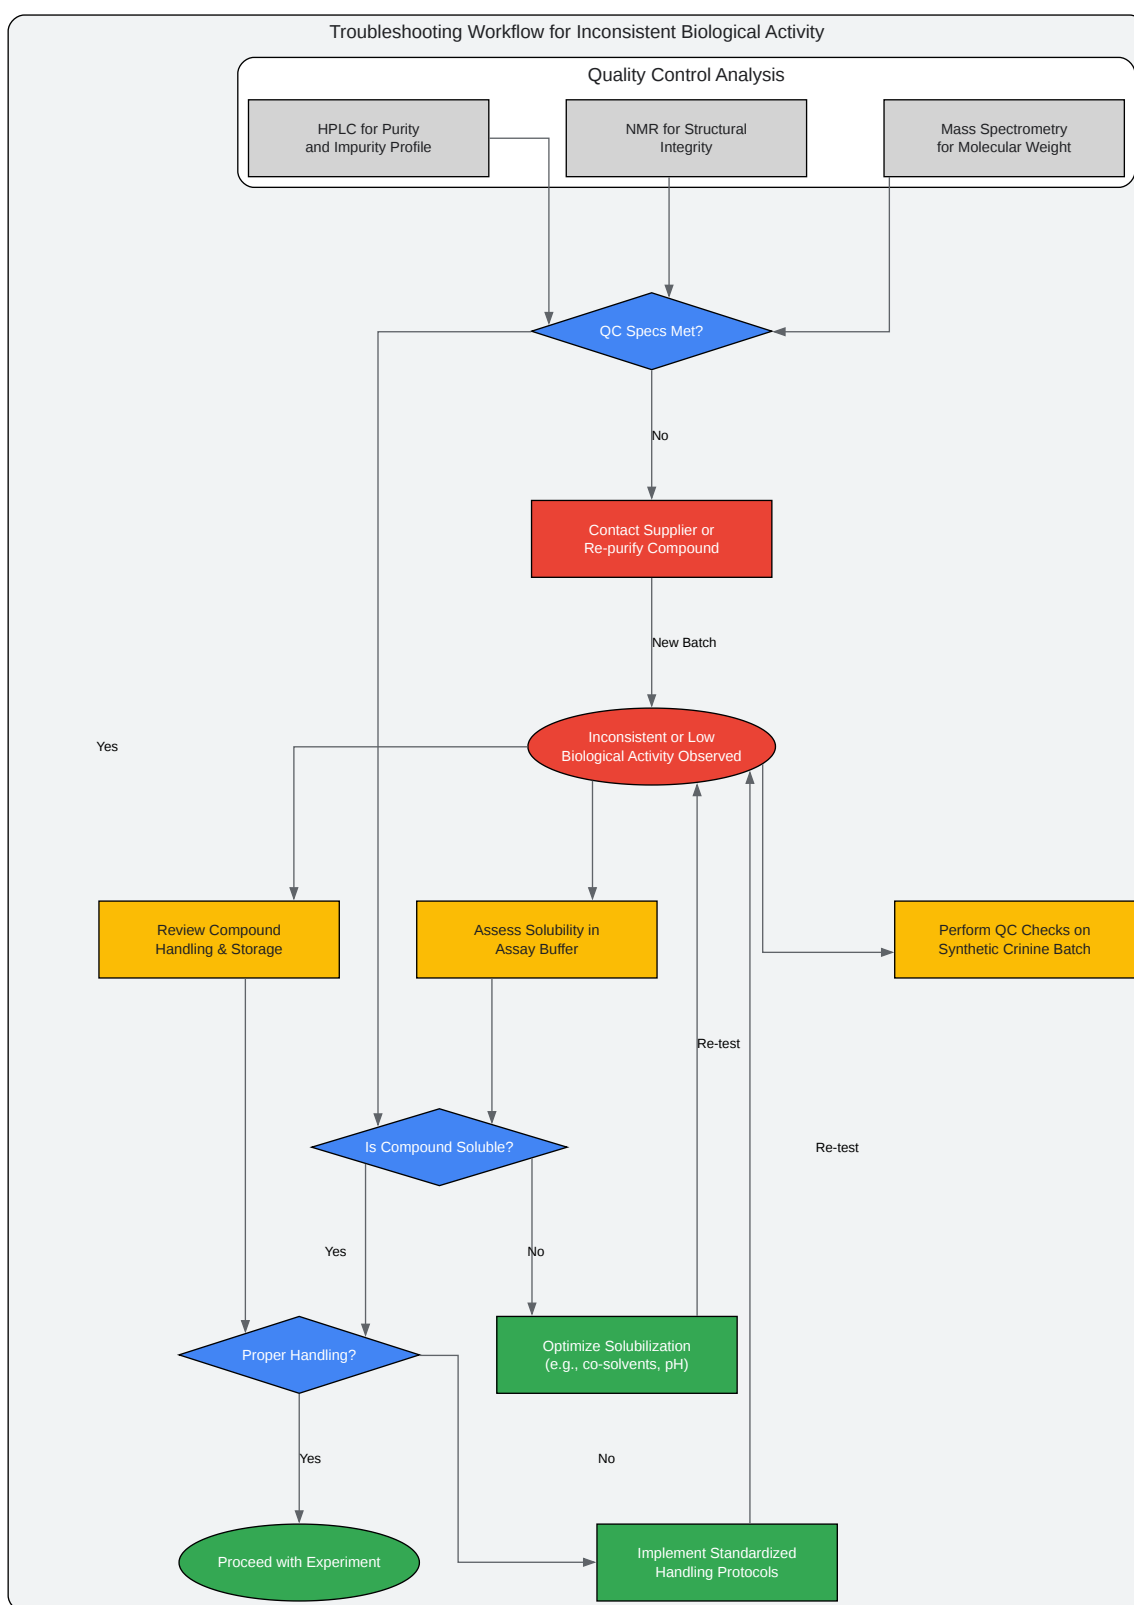 Troubleshooting Workflow for Inconsistent Biological Activity
Quality Control Analysis
HPLC for Purity
and Impurity Profile
NMR for Structural
Integrity
Mass Spectrometry
for Molecular Weight
QC Specs Met?
No
Contact Supplier or
Re-purify Compound
New Batch
Inconsistent or Low
Biological Activity Observed
Yes
Review Compound
Handling & Storage
Assess Solubility in
Assay Buffer
Perform QC Checks on
Synthetic Crinine Batch
Re-test
Is Compound Soluble?
Re-test
Yes
No
Proper Handling?
Optimize Solubilization
(e.g., co-solvents, pH)
Yes
No
Proceed with Experiment
Implement Standardized
Handling Protocols